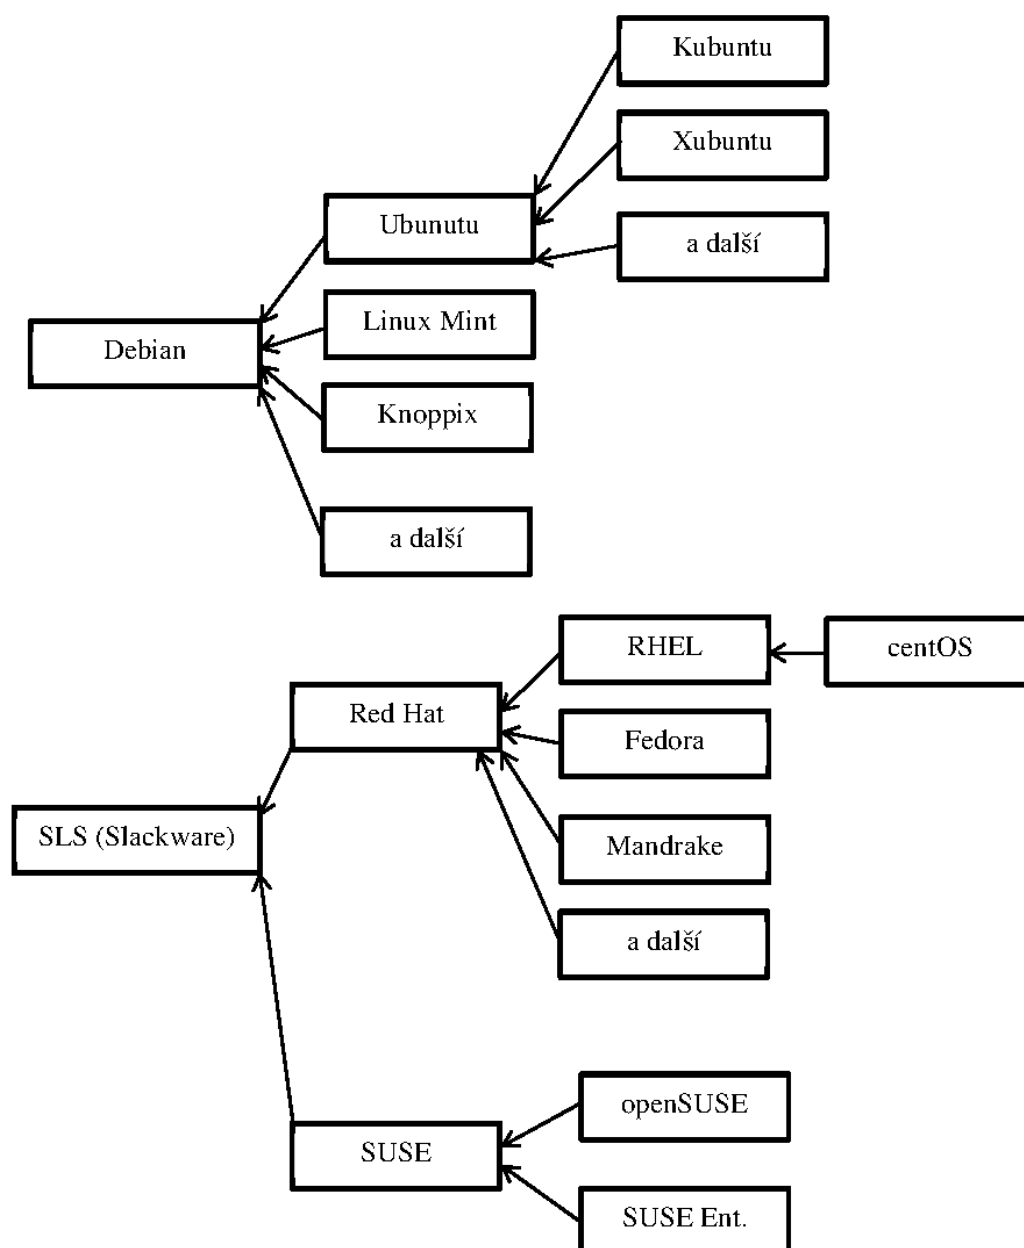 Kubuntu
Xubuntu
Ubunutu
a další
Linux Mint
Debian
Knoppix
a další
RHEL
centOS
Red Hat
Fedora
SLS (Slackware)
Mandrake
a další
openSUSE
SUSE
SUSE Ent.